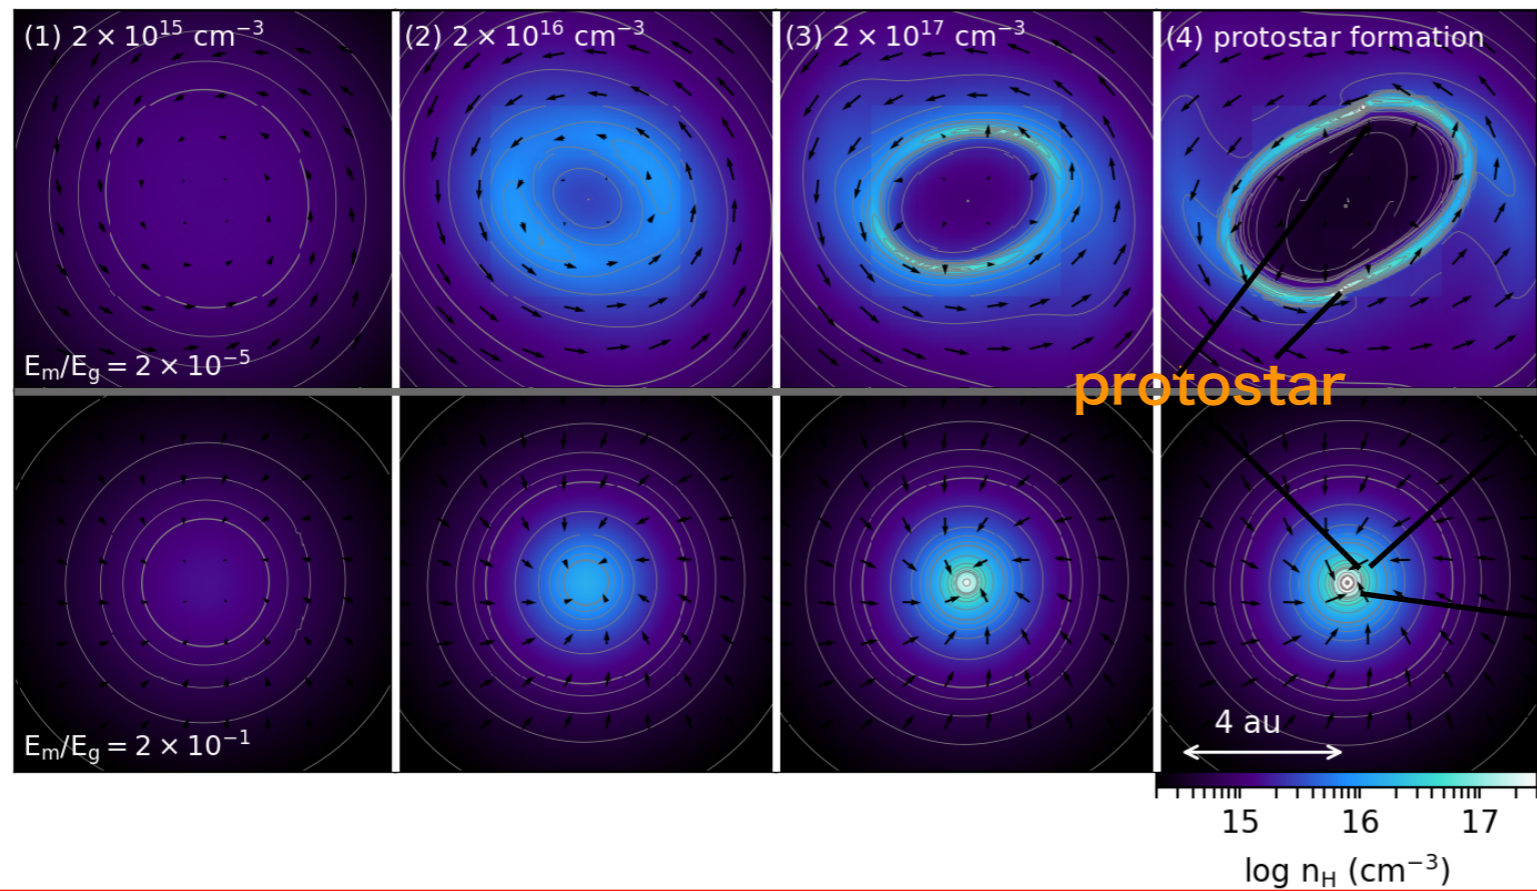 (1) 2 × 10¹⁵ cm⁻³
(2) 2 × 10¹⁶ cm⁻³
(3) 2 × 10¹⁷ cm⁻³
(4) protostar formation
Eₘ/E_g = 2 × 10⁻⁵
protostar
Eₘ/E_g = 2 × 10⁻¹
4 au
15 16 17
log n_H (cm⁻³)